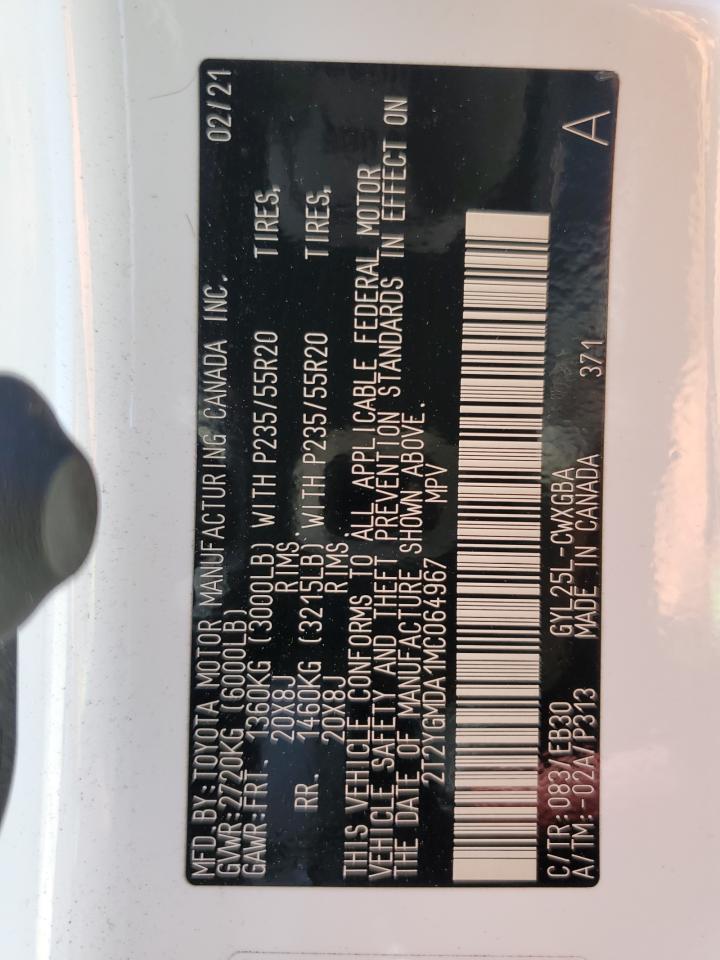 MFD.BY:TOYOTA MOTOR MANUFACTURING CANADA INC. 02/21
GVWR:2720KG (6000LB)
GAWR:FRT. 1360KG (3000LB) WITH P235/55R20 TIRES,
20X8J RIMS
RR. 1460KG (3215LB) WITH P235/55R20 TIRES,
20X8J RIMS
THIS VEHICLE CONFORMS TO ALL APPLICABLE FEDERAL MOTOR
VEHICLE SAFETY AND THEFT PREVENTION STANDARDS IN EFFECT ON
THE DATE OF MANUFACTURE SHOWN ABOVE.
2T2YGMDA1MC064967 MPV
C/TR:083/EB30 GYL25L-CWXGBA
A/TM:-02A/P313 MADE IN CANADA 371 A